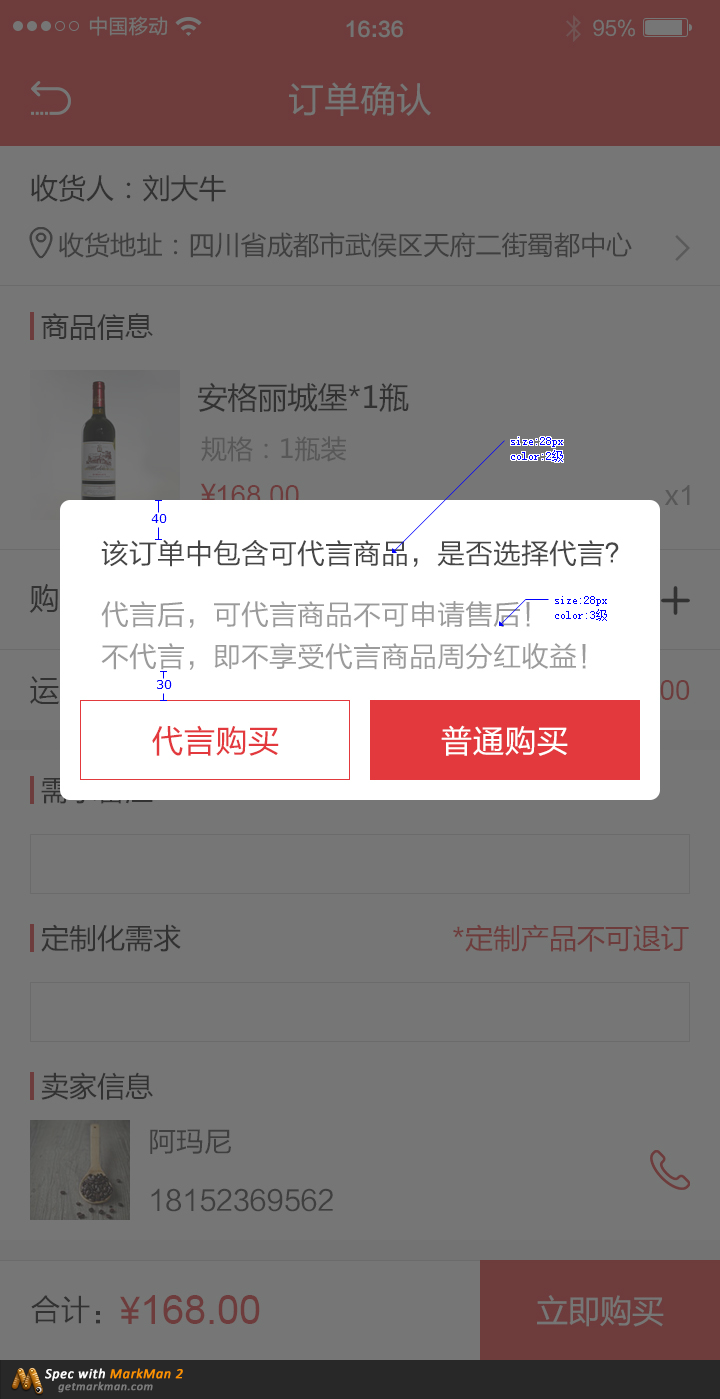 中国移动 16:36 95%
订单确认
收货人：刘大牛
收货地址：四川省成都市武侯区天府二街蜀都中心
商品信息
安格丽城堡*1瓶
规格：1瓶装
size:28px
color:2级
¥168.00 x1
40
该订单中包含可代言商品，是否选择代言?
购
代言后，可代言商品不可申请售后！
size:28px
color:3级
不代言，即不享受代言商品周分红收益！
30
运 00
代言购买 普通购买
定制化需求 *定制产品不可退订
卖家信息
阿玛尼
18152369562
合计：¥168.00 立即购买
Spec with MarkMan 2
getmarkman.com